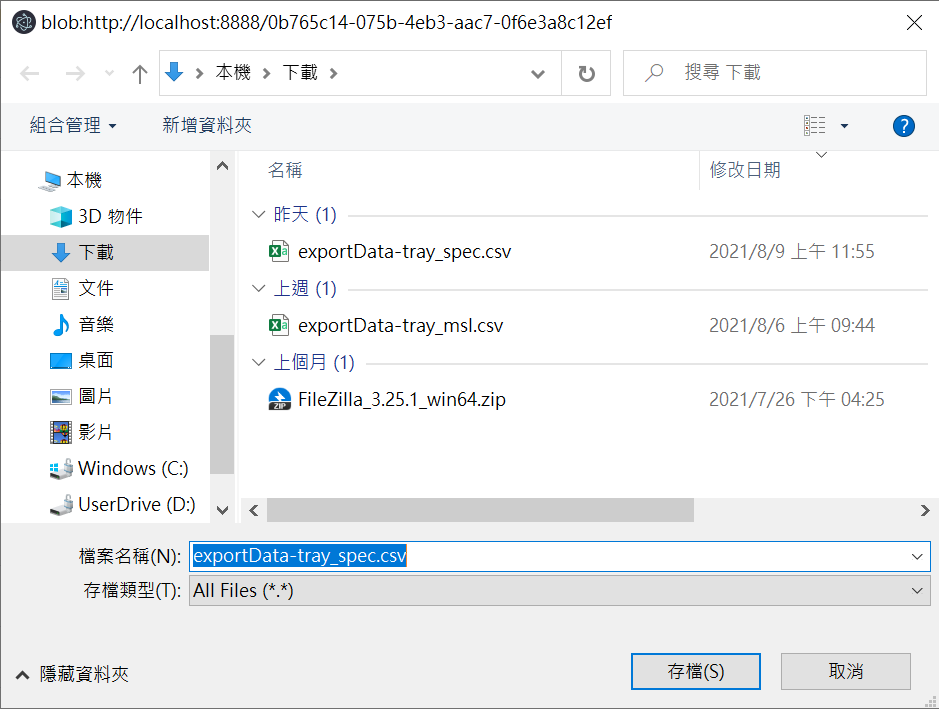 blob:http://localhost:8888/0b765c14-075b-4eb3-aac7-0f6e3a8c12ef
本機 下載
搜尋 下載
組合管理 新增資料夾 ?
本機
3D 物件
下載
文件
音樂
桌面
圖片
影片
Windows (C:)
UserDrive (D:)
名稱 修改日期
昨天 (1)
exportData-tray_spec.csv 2021/8/9 上午 11:55
上週 (1)
exportData-tray_msl.csv 2021/8/6 上午 09:44
上個月 (1)
FileZilla_3.25.1_win64.zip 2021/7/26 下午 04:25
檔案名稱(N): exportData-tray_spec.csv
存檔類型(T): All Files (*.*)
隱藏資料夾 存檔(S) 取消